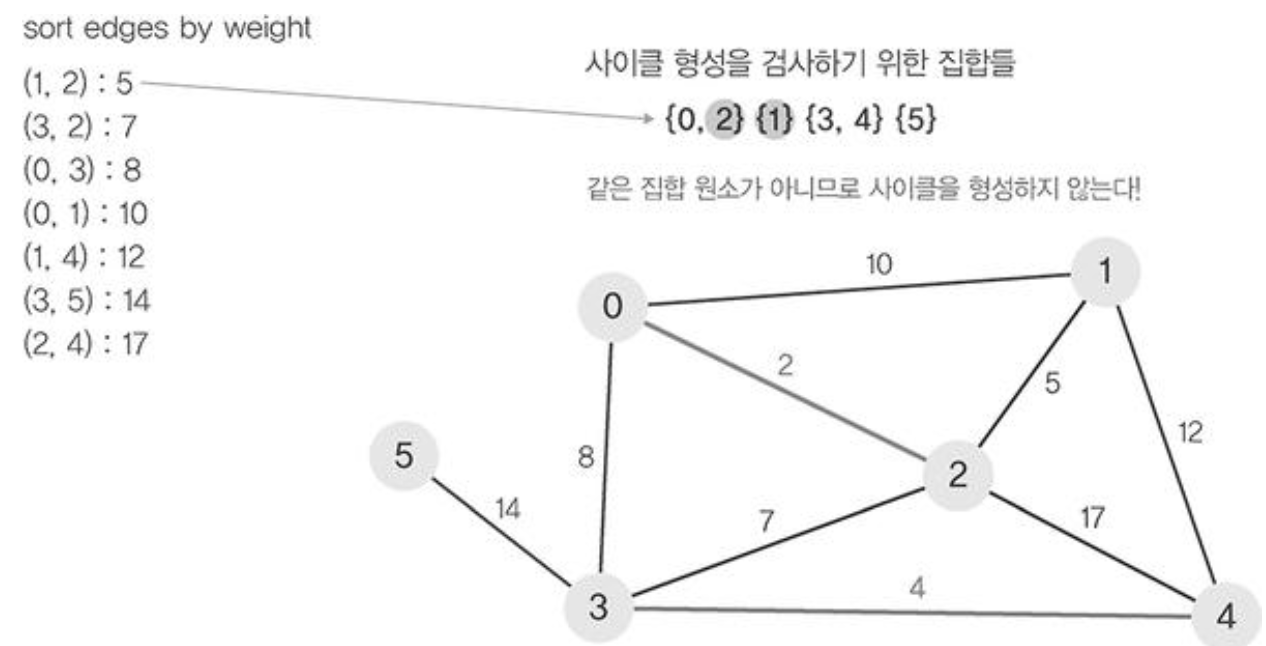 sort edges by weight
(1, 2) : 5
(3, 2) : 7
(0, 3) : 8
(0, 1) : 10
(1, 4) : 12
(3, 5) : 14
(2, 4) : 17
사이클 형성을 검사하기 위한 집합들
{0, 2} {1} {3, 4} {5}
같은 집합 원소가 아니므로 사이클을 형성하지 않는다!
10
1
0
2
5
12
8
5
2
14
7
17
4
3
4